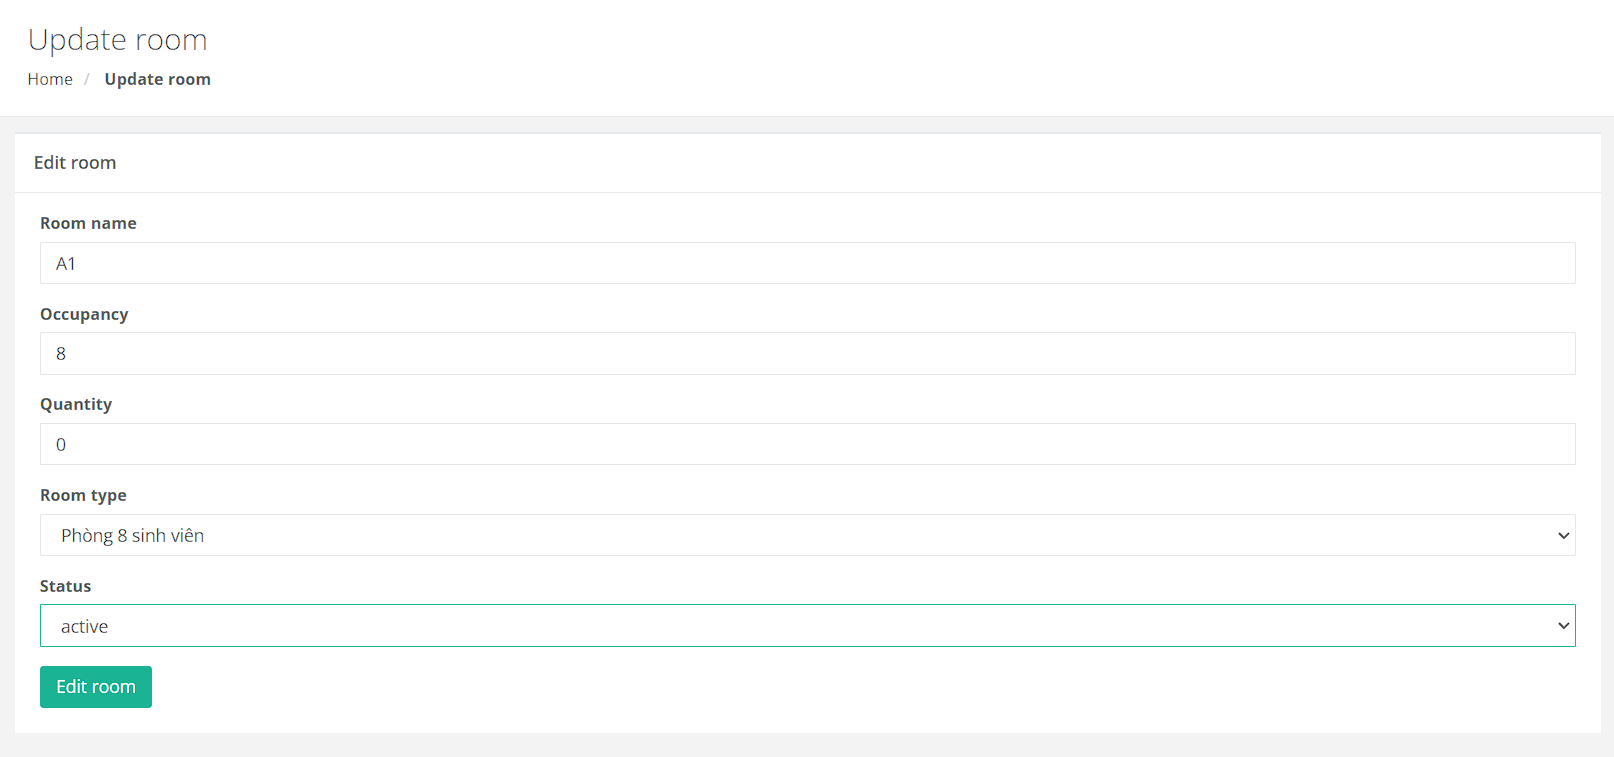 Update room
Home / Update room
Edit room
Room name
A1
Occupancy
8
Quantity
0
Room type
Phòng 8 sinh viên
Status
active
Edit room